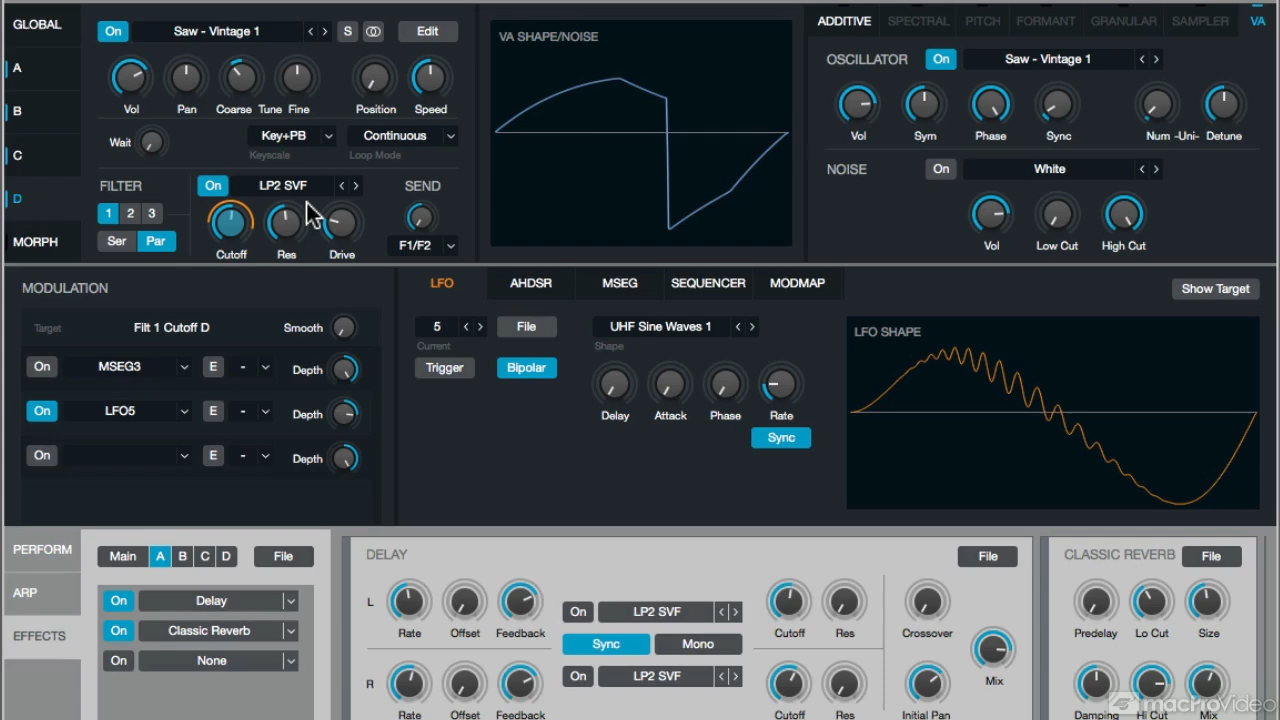 GLOBAL
A
B
C
D
MORPH
On Saw - Vintage 1 < > S Edit
Vol Pan Coarse Tune Fine Position Speed
Wait Key+PB Continuous
Keyscale Loop Mode
FILTER On LP2 SVF < > SEND
1 2 3
Ser Par F1/F2
Cutoff Res Drive
VA SHAPE/NOISE
ADDITIVE SPECTRAL PITCH FORMANT GRANULAR SAMPLER VA
OSCILLATOR On Saw - Vintage 1 < >
Vol Sym Phase Sync Num -Uni- Detune
NOISE On White < >
Vol Low Cut High Cut
MODULATION
Target Filt 1 Cutoff D Smooth
On MSEG3 E - Depth
On LFO5 E - Depth
On E - Depth
LFO AHDSR MSEG SEQUENCER MODMAP
Show Target
5 < > File UHF Sine Waves 1 < >
Current Shape
Trigger Bipolar
Delay Attack Phase Rate
Sync
LFO SHAPE
PERFORM
ARP
EFFECTS
Main A B C D File
On Delay
On Classic Reverb
On None
DELAY File
L Rate Offset Feedback On LP2 SVF < > Cutoff Res Crossover
Sync Mono Mix
R Rate Offset Feedback On LP2 SVF < > Cutoff Res Initial Pan
CLASSIC REVERB File
Predelay Lo Cut Size
Damping Hi Cut Mix
macProVideo